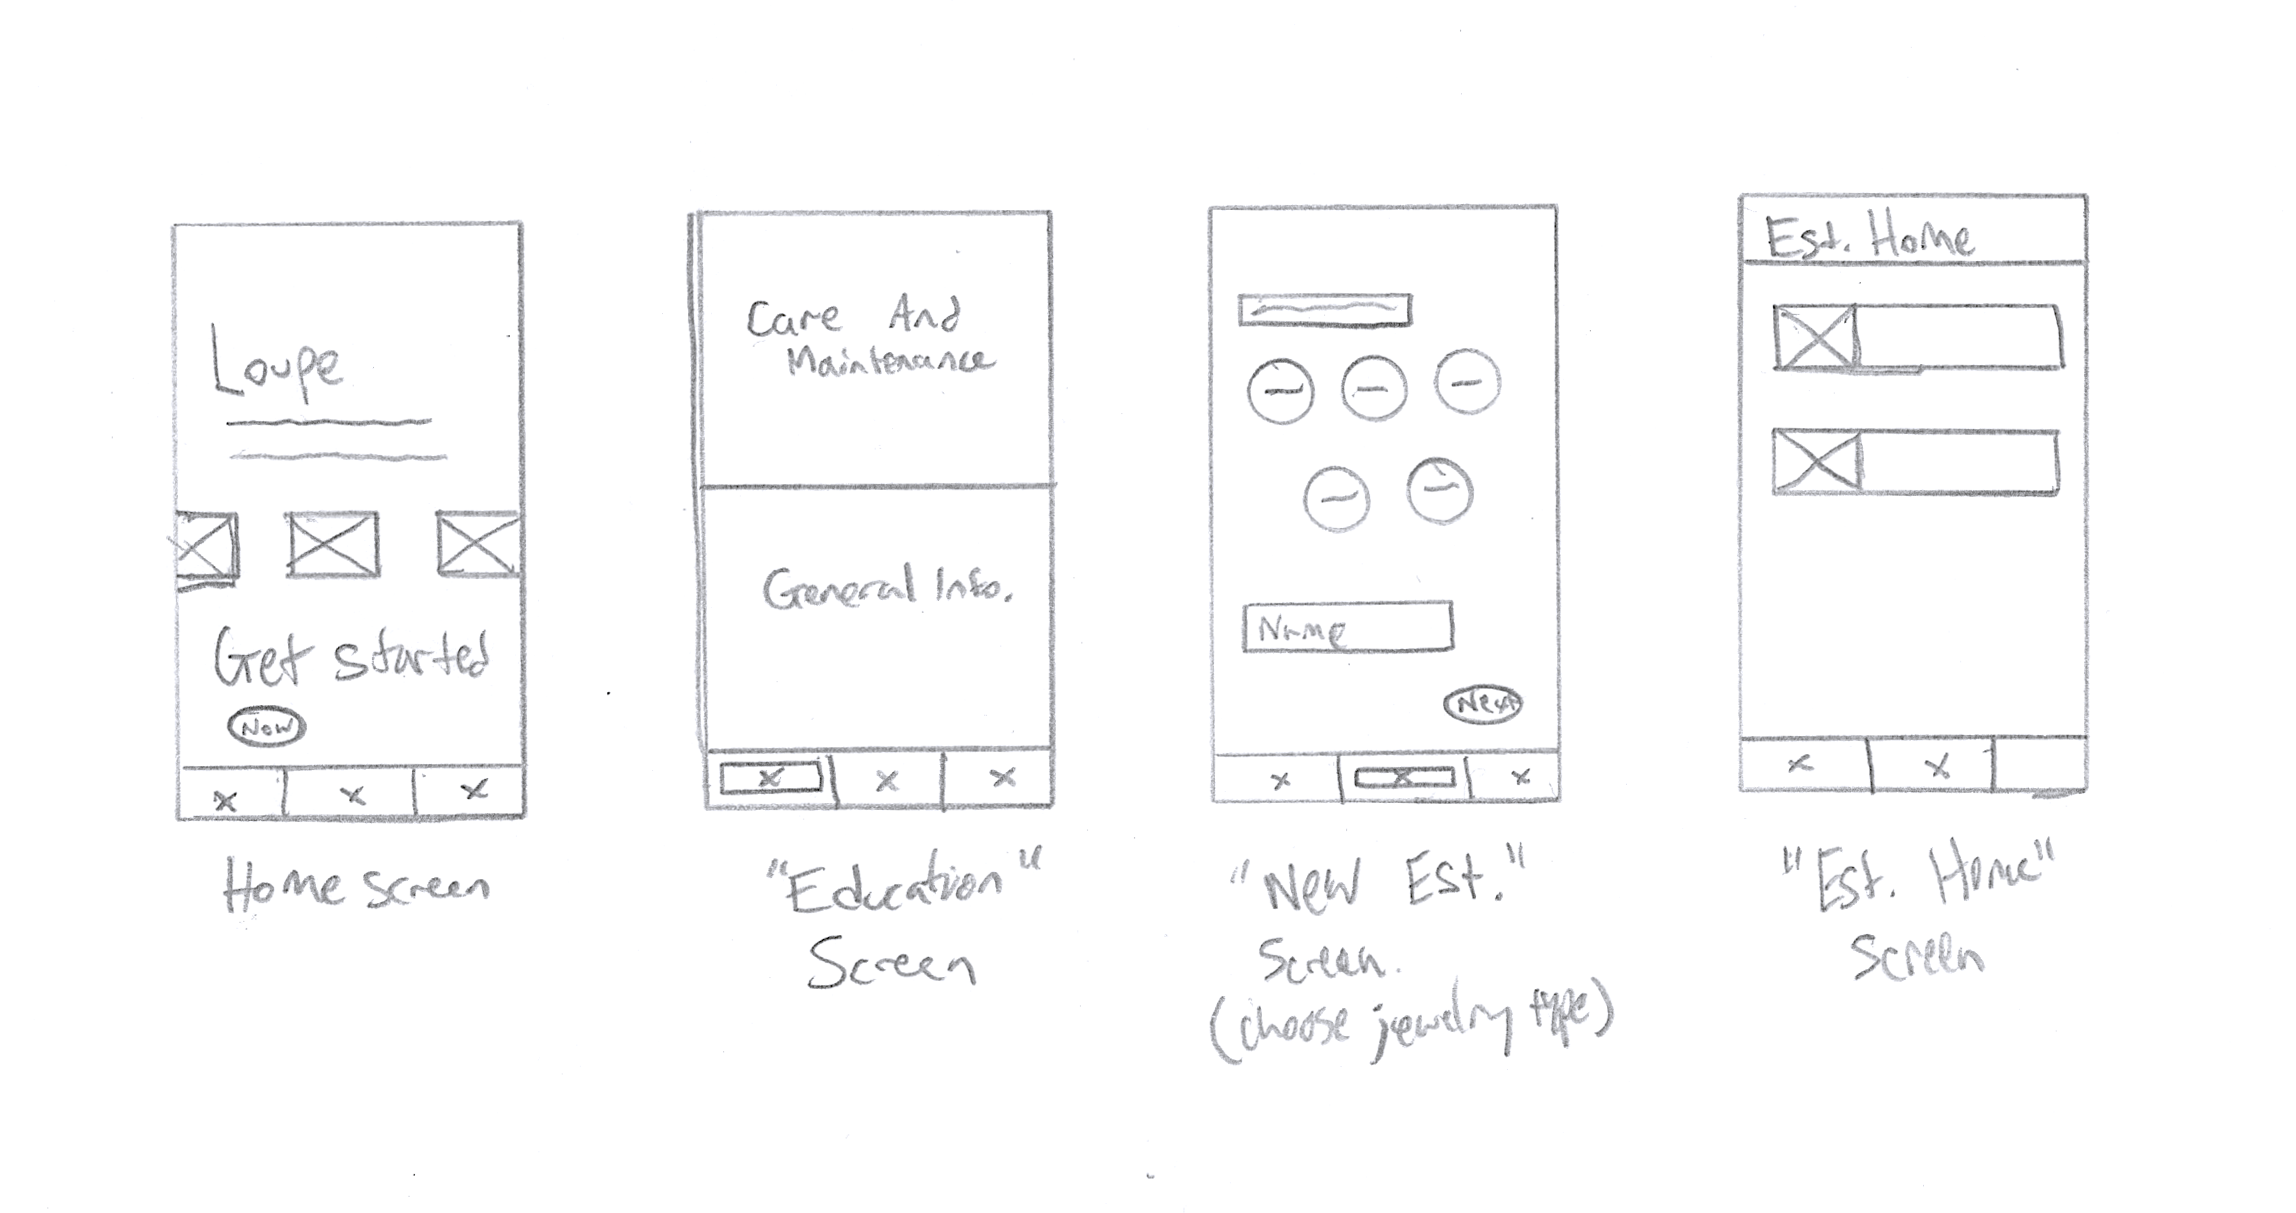 Loupe
Get started
Now
Home screen
Care And
Maintenance
General Info.
"Education"
Screen
Name
Next
"New Est."
Screen.
(choose jewelry type)
Est. Home
"Est. Home"
Screen